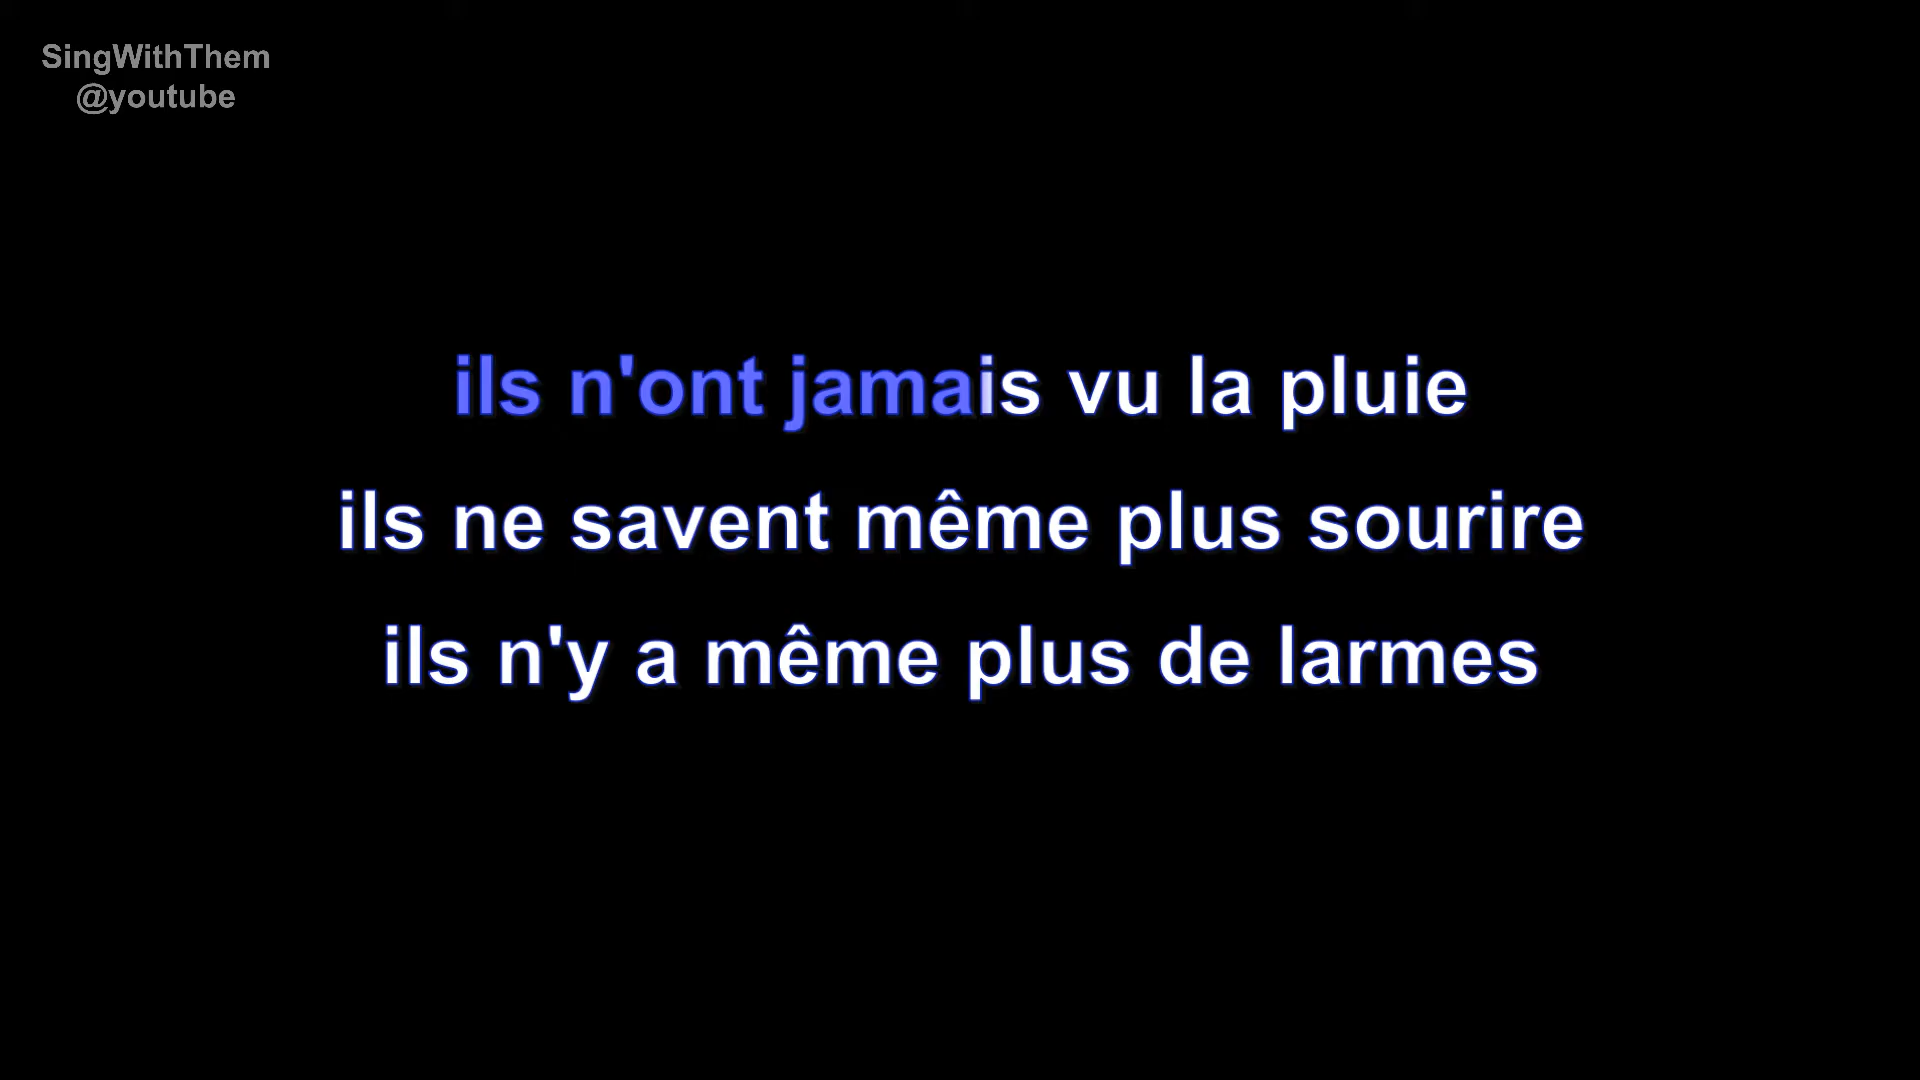 SingWithThem
@youtube
ils n'ont jamais vu la pluie
ils ne savent même plus sourire
ils n'y a même plus de larmes